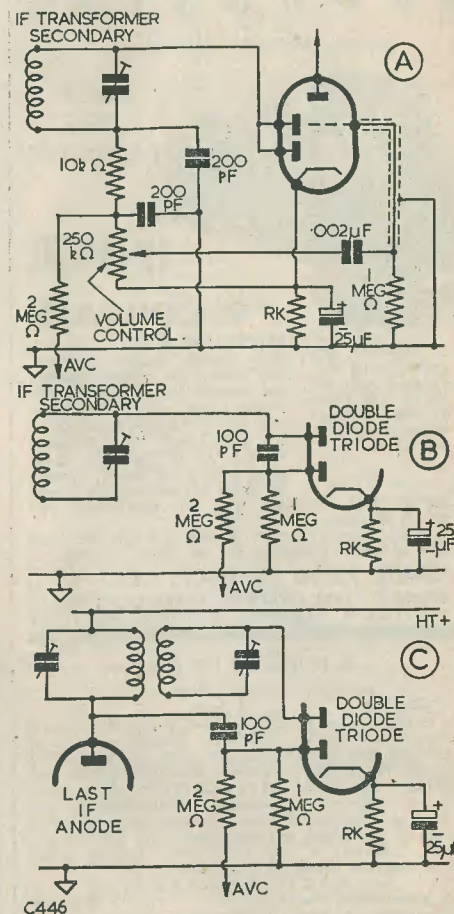 IF TRANSFORMER
SECONDARY
A
10kΩ
200
pF
200
pF
250
kΩ
.002µF
2
MEG
Ω
VOLUME
CONTROL
RK
+
25µF
-
1
MEG
Ω
AVC
IF TRANSFORMER
SECONDARY
DOUBLE
DIODE
TRIODE
B
100
pF
2
MEG
Ω
1
MEG
Ω
RK
+
25
µF
-
AVC
HT+
C
DOUBLE
DIODE
TRIODE
100
pF
LAST
IF
ANODE
2
MEG
Ω
1
MEG
Ω
RK
+
25µF
-
AVC
C446